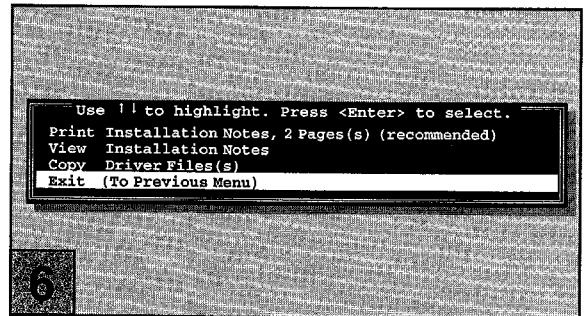 Use ↑↓ to highlight. Press <Enter> to select.
Print Installation Notes, 2 Pages(s) (recommended)
View Installation Notes
Copy Driver Files(s)
Exit (To Previous Menu)
6